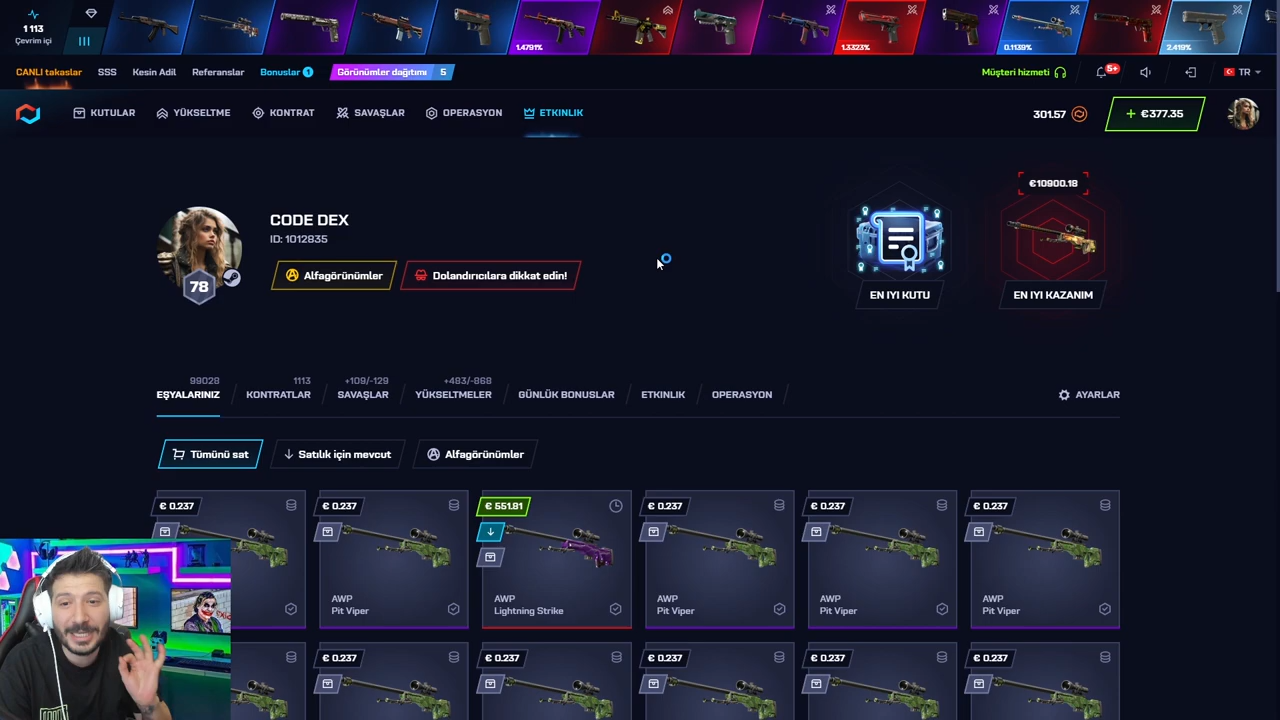 1 113
Çevrim içi
1.4791%
1.3323%
0.1139%
2.419%
CANLI takaslar
SSS
Kesin Adil
Referanslar
Bonuslar 1
Görünümler dağıtımı 5
Müşteri hizmeti
5+
TR
KUTULAR
YÜKSELTME
KONTRAT
SAVAŞLAR
OPERASYON
ETKINLIK
301.57
+ €377.35
CODE DEX
ID: 1012835
78
Alfagörünümler
Dolandırıcılara dikkat edin!
EN IYI KUTU
€10900.18
EN IYI KAZANIM
99028
EŞYALARINIZ
1113
KONTRATLAR
+109/-129
SAVAŞLAR
+483/-868
YÜKSELTMELER
GÜNLÜK BONUSLAR
ETKINLIK
OPERASYON
AYARLAR
Tümünü sat
Satılık için mevcut
Alfagörünümler
€ 0.237
€ 0.237
AWP
Pit Viper
€ 551.81
AWP
Lightning Strike
€ 0.237
AWP
Pit Viper
€ 0.237
AWP
Pit Viper
€ 0.237
AWP
Pit Viper
€ 0.237
€ 0.237
€ 0.237
€ 0.237
€ 0.237
€ 0.237